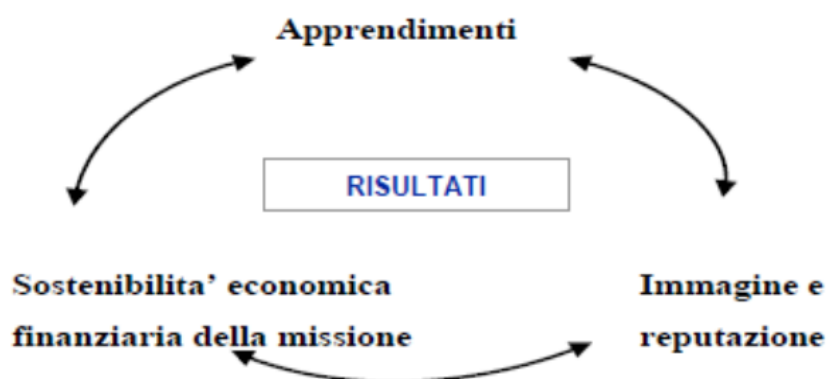 Apprendimenti
RISULTATI
Sostenibilita’ economica
finanziaria della missione
Immagine e
reputazione